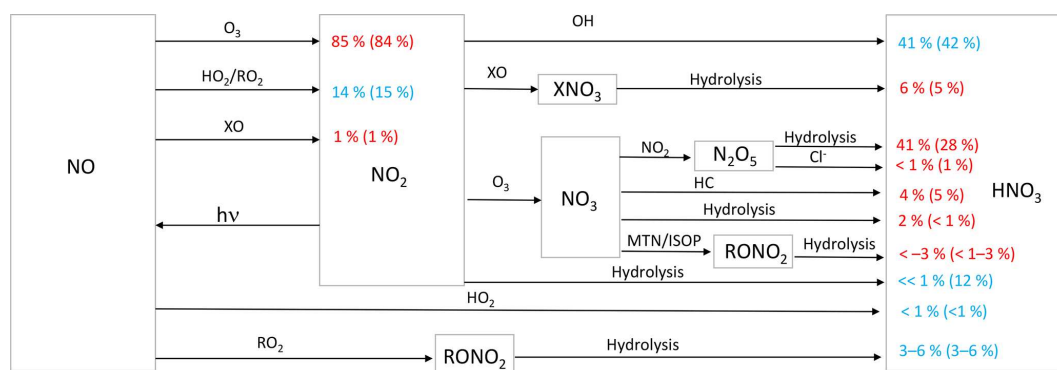 O₃
85 % (84 %)
OH
41 % (42 %)
HO₂/RO₂
14 % (15 %)
XO
XNO₃
Hydrolysis
6 % (5 %)
XO
1 % (1 %)
NO
NO₂
O₃
NO₃
NO₂
N₂O₅
Hydrolysis
41 % (28 %)
Cl⁻
< 1 % (1 %)
HC
4 % (5 %)
HNO₃
Hydrolysis
2 % (< 1 %)
hν
MTN/ISOP
RONO₂
Hydrolysis
< –3 % (< 1–3 %)
Hydrolysis
<< 1 % (12 %)
HO₂
< 1 % (<1 %)
RO₂
RONO₂
Hydrolysis
3–6 % (3–6 %)